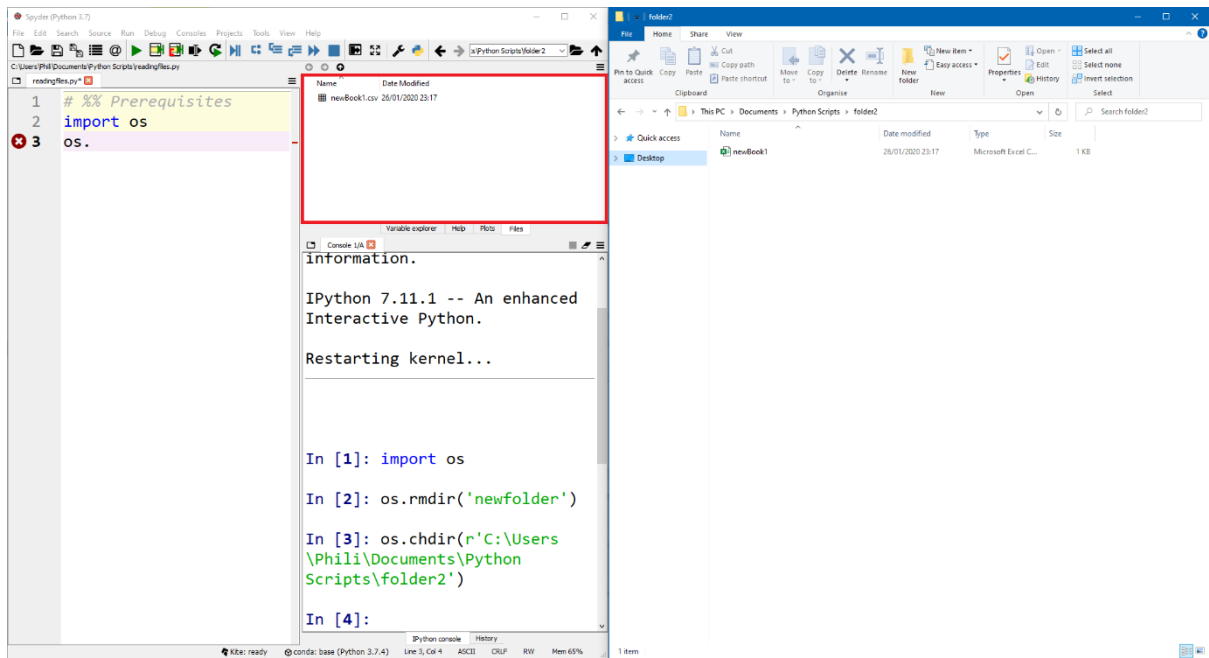 Spyder (Python 3.7)
File Edit Search Source Run Debug Consoles Projects Tools View Help
s\Python Scripts\folder2
C:\Users\Phili\Documents\Python Scripts\readingfiles.py
readingfiles.py*
1 # %% Prerequisites
2 import os
3 os.
Name Date Modified
newBook1.csv 26/01/2020 23:17
Variable explorer Help Plots Files
Console 1/A
information.
IPython 7.11.1 -- An enhanced
Interactive Python.
Restarting kernel...
In [1]: import os
In [2]: os.rmdir('newfolder')
In [3]: os.chdir(r'C:\Users
\Phili\Documents\Python
Scripts\folder2')
In [4]:
IPython console History
Kite: ready conda: base (Python 3.7.4) Line 3, Col 4 ASCII CRLF RW Mem 65%
folder2
File Home Share View
Pin to Quick access
Copy
Paste
Cut
Copy path
Paste shortcut
Clipboard
Move to
Copy to
Delete
Rename
Organise
New folder
New item
Easy access
New
Properties
Open
Edit
History
Open
Select all
Select none
Invert selection
Select
This PC > Documents > Python Scripts > folder2
Search folder2
Quick access
Desktop
Name Date modified Type Size
newBook1 26/01/2020 23:17 Microsoft Excel C... 1 KB
1 item